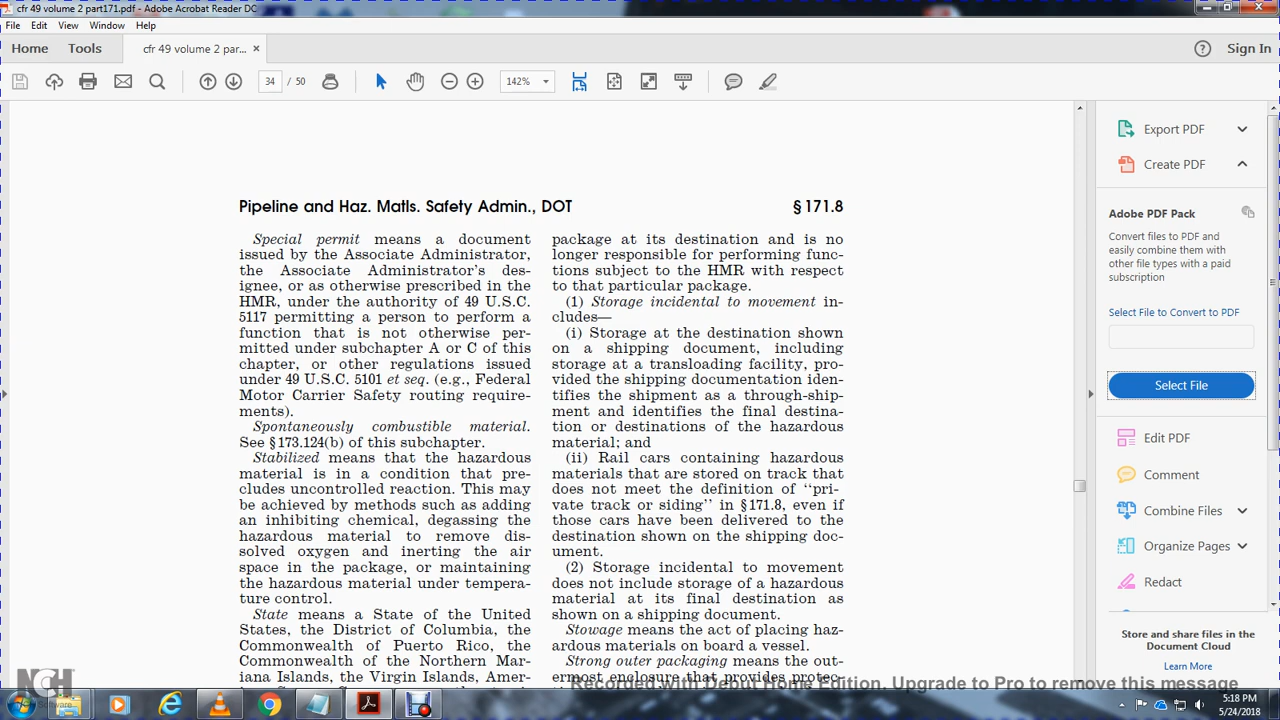 cfr 49 volume 2 part171.pdf - Adobe Acrobat Reader DC
File Edit View Window Help
Home Tools cfr 49 volume 2 par... × Sign In
34 / 50 142%
Pipeline and Haz. Matls. Safety Admin., DOT § 171.8
Special permit means a document
issued by the Associate Administrator,
the Associate Administrator's des-
ignee, or as otherwise prescribed in the
HMR, under the authority of 49 U.S.C.
5117 permitting a person to perform a
function that is not otherwise per-
mitted under subchapter A or C of this
chapter, or other regulations issued
under 49 U.S.C. 5101 et seq. (e.g., Federal
Motor Carrier Safety routing require-
ments).
Spontaneously combustible material.
See §173.124(b) of this subchapter.
Stabilized means that the hazardous
material is in a condition that pre-
cludes uncontrolled reaction. This may
be achieved by methods such as adding
an inhibiting chemical, degassing the
hazardous material to remove dis-
solved oxygen and inerting the air
space in the package, or maintaining
the hazardous material under tempera-
ture control.
State means a State of the United
States, the District of Columbia, the
Commonwealth of Puerto Rico, the
Commonwealth of the Northern Mar-
iana Islands, the Virgin Islands, Amer-
package at its destination and is no
longer responsible for performing func-
tions subject to the HMR with respect
to that particular package.
(1) Storage incidental to movement in-
cludes—
(i) Storage at the destination shown
on a shipping document, including
storage at a transloading facility, pro-
vided the shipping documentation iden-
tifies the shipment as a through-ship-
ment and identifies the final destina-
tion or destinations of the hazardous
material; and
(ii) Rail cars containing hazardous
materials that are stored on track that
does not meet the definition of ‘‘pri-
vate track or siding’’ in §171.8, even if
those cars have been delivered to the
destination shown on the shipping doc-
ument.
(2) Storage incidental to movement
does not include storage of a hazardous
material at its final destination as
shown on a shipping document.
Stowage means the act of placing haz-
ardous materials on board a vessel.
Strong outer packaging means the out-
ermost enclosure that provides protec-
Export PDF
Create PDF
Adobe PDF Pack
Convert files to PDF and
easily combine them with
other file types with a paid
subscription
Select File to Convert to PDF
Select File
Edit PDF
Comment
Combine Files
Organize Pages
Redact
Store and share files in the
Document Cloud
Learn More
NCH
Software
Recorded with Debut Home Edition. Upgrade to Pro to remove this message
5:18 PM
5/24/2018